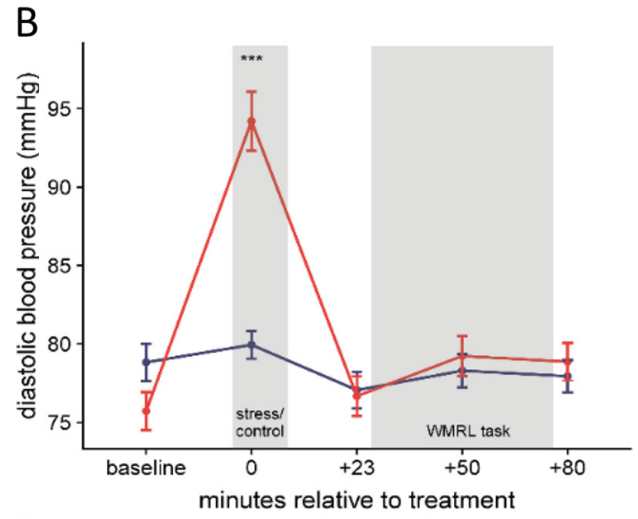 B
diastolic blood pressure (mmHg)
95
90
85
80
75
***
stress/
control
WMRL task
baseline
0
+23
+50
+80
minutes relative to treatment